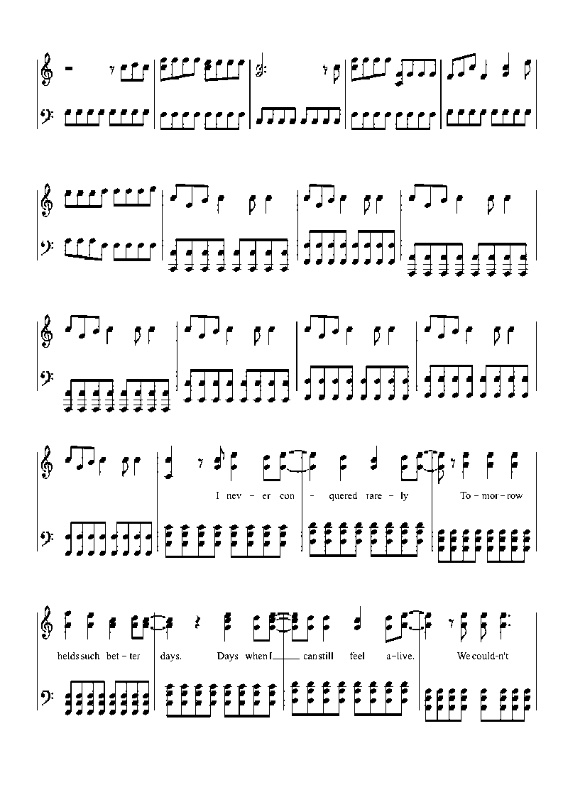 I nev - er con - quered rare - ly To - mor - row
helds such bet - ter days. Days when I____ can still feel a - live. We could - n't